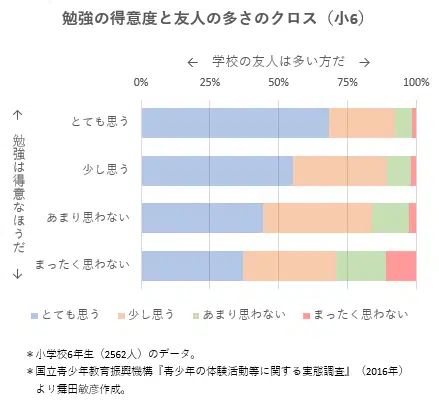 勉強の得意度と友人の多さのクロス（小6）
← 学校の友人は多い方だ →
0% 25% 50% 75% 100%
← 勉強は得意なほうだ →
とても思う
少し思う
あまり思わない
まったく思わない
とても思う 少し思う あまり思わない まったく思わない
＊小学校6年生（2562人）のデータ。
＊国立青少年教育振興機構『青少年の体験活動等に関する実態調査』（2016年）
より舞田敏彦作成。